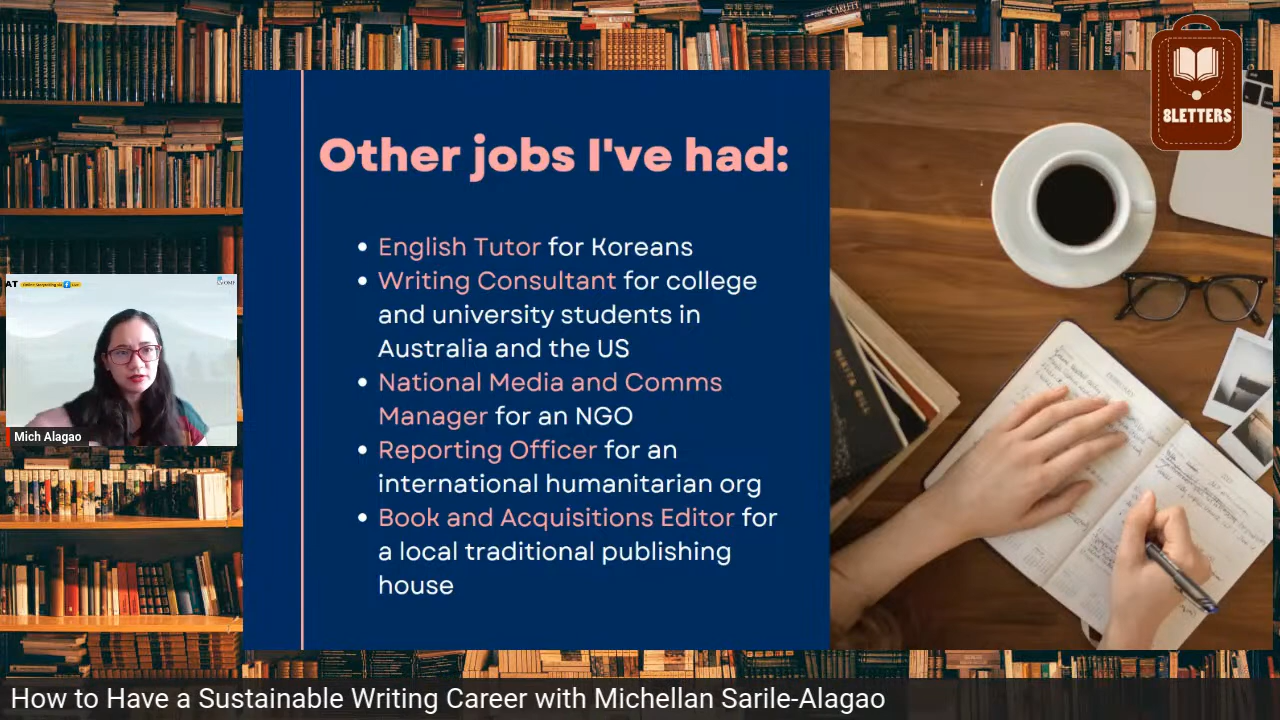 8LETTERS
Other jobs I've had:
• English Tutor for Koreans
• Writing Consultant for college
and university students in
Australia and the US
• National Media and Comms
Manager for an NGO
• Reporting Officer for an
international humanitarian org
• Book and Acquisitions Editor for
a local traditional publishing
house
AT
Mich Alagao
NIKITA GILL
How to Have a Sustainable Writing Career with Michellan Sarile-Alagao